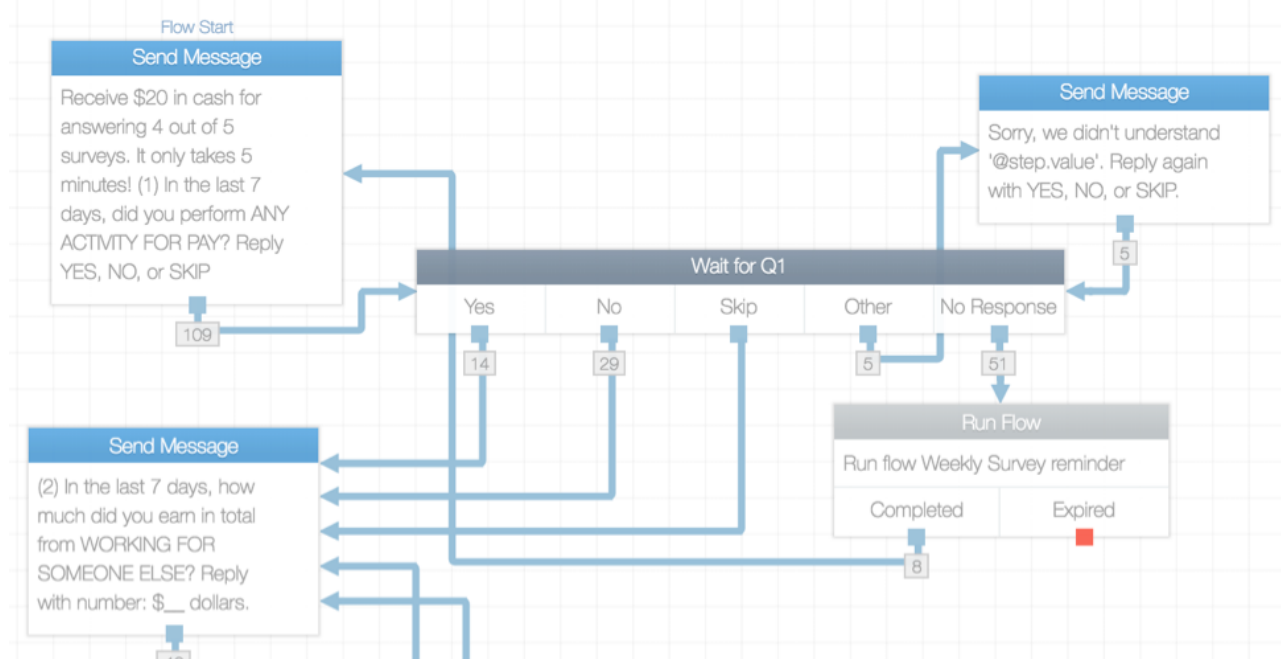 Flow Start
Send Message
Receive $20 in cash for
answering 4 out of 5
surveys. It only takes 5
minutes! (1) In the last 7
days, did you perform ANY
ACTIVITY FOR PAY? Reply
YES, NO, or SKIP
109
Send Message
Sorry, we didn't understand
'@step.value'. Reply again
with YES, NO, or SKIP.
5
Wait for Q1
Yes
No
Skip
Other
No Response
14
29
5
51
Run Flow
Run flow Weekly Survey reminder
Completed
Expired
8
Send Message
(2) In the last 7 days, how
much did you earn in total
from WORKING FOR
SOMEONE ELSE? Reply
with number: $__ dollars.